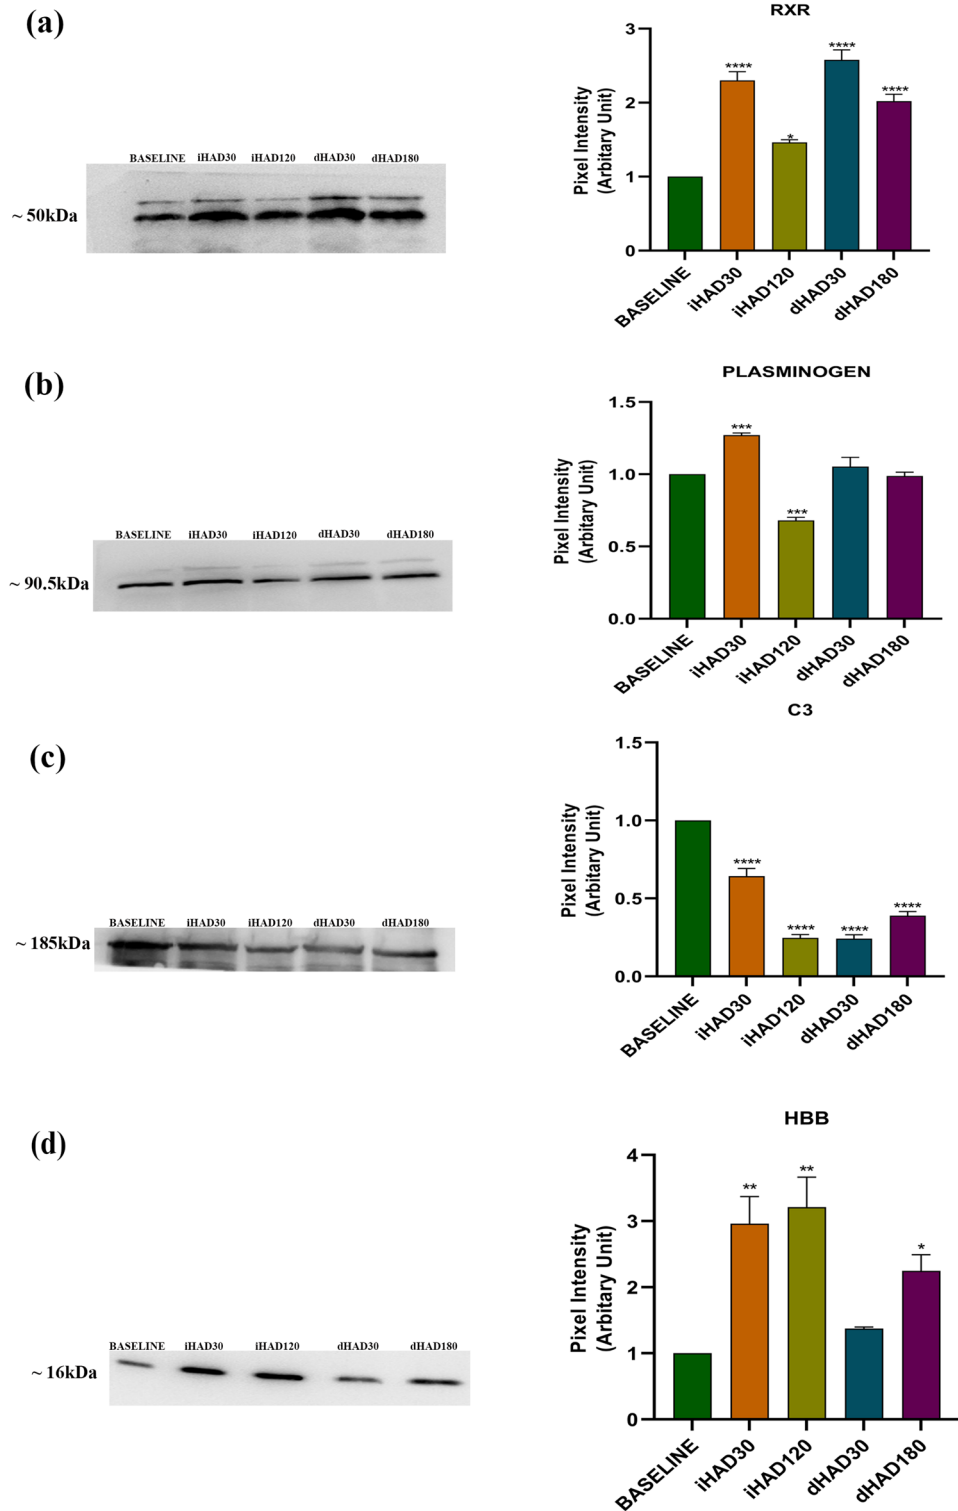 (a)
BASELINE iHAD30 iHAD120 dHAD30 dHAD180
~ 50kDa
RXR
Pixel Intensity
(Arbitary Unit)
3
2
1
0
****
*
****
****
BASELINE
iHAD30
iHAD120
dHAD30
dHAD180
(b)
BASELINE iHAD30 iHAD120 dHAD30 dHAD180
~ 90.5kDa
PLASMINOGEN
Pixel Intensity
(Arbitary Unit)
1.5
1.0
0.5
0.0
***
***
BASELINE
iHAD30
iHAD120
dHAD30
dHAD180
(c)
BASELINE iHAD30 iHAD120 dHAD30 dHAD180
~ 185kDa
C3
Pixel Intensity
(Arbitary Unit)
1.5
1.0
0.5
0.0
****
****
****
****
BASELINE
iHAD30
iHAD120
dHAD30
dHAD180
(d)
BASELINE iHAD30 iHAD120 dHAD30 dHAD180
~ 16kDa
HBB
Pixel Intensity
(Arbitary Unit)
4
3
2
1
0
**
**
*
BASELINE
iHAD30
iHAD120
dHAD30
dHAD180